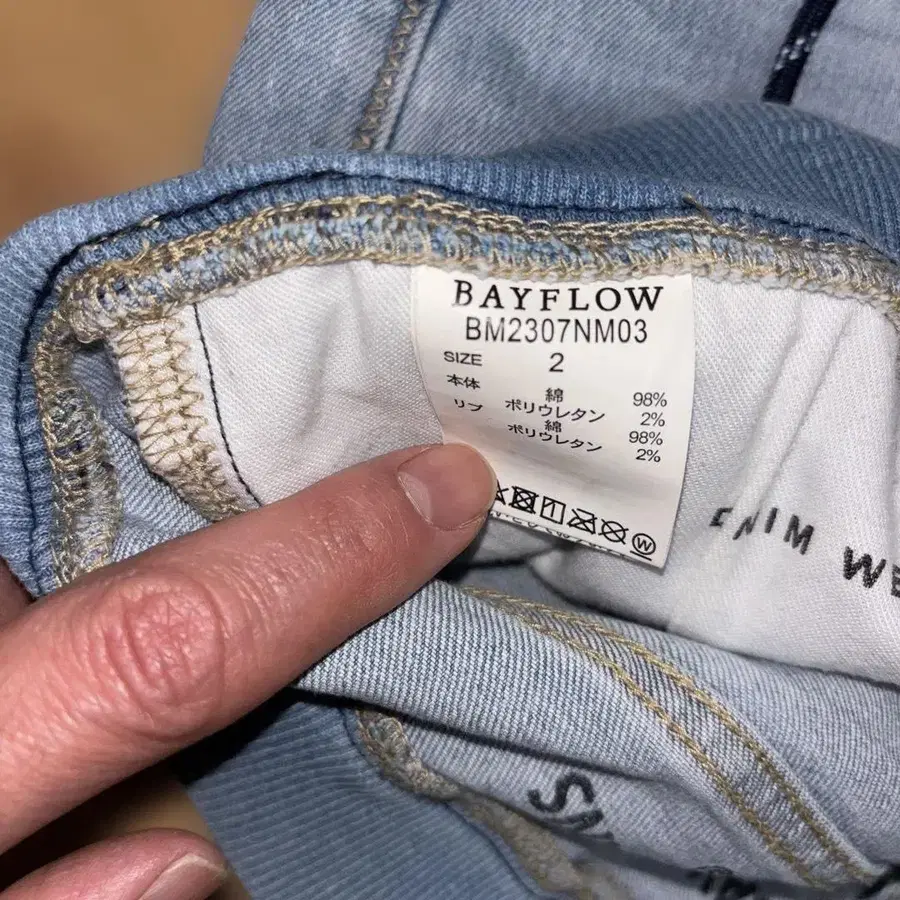 BAYFLOW
BM2307NM03
SIZE 2
本体 綿 98%
ポリウレタン 2%
リブ 綿 98%
ポリウレタン 2%
W
ENIM WE